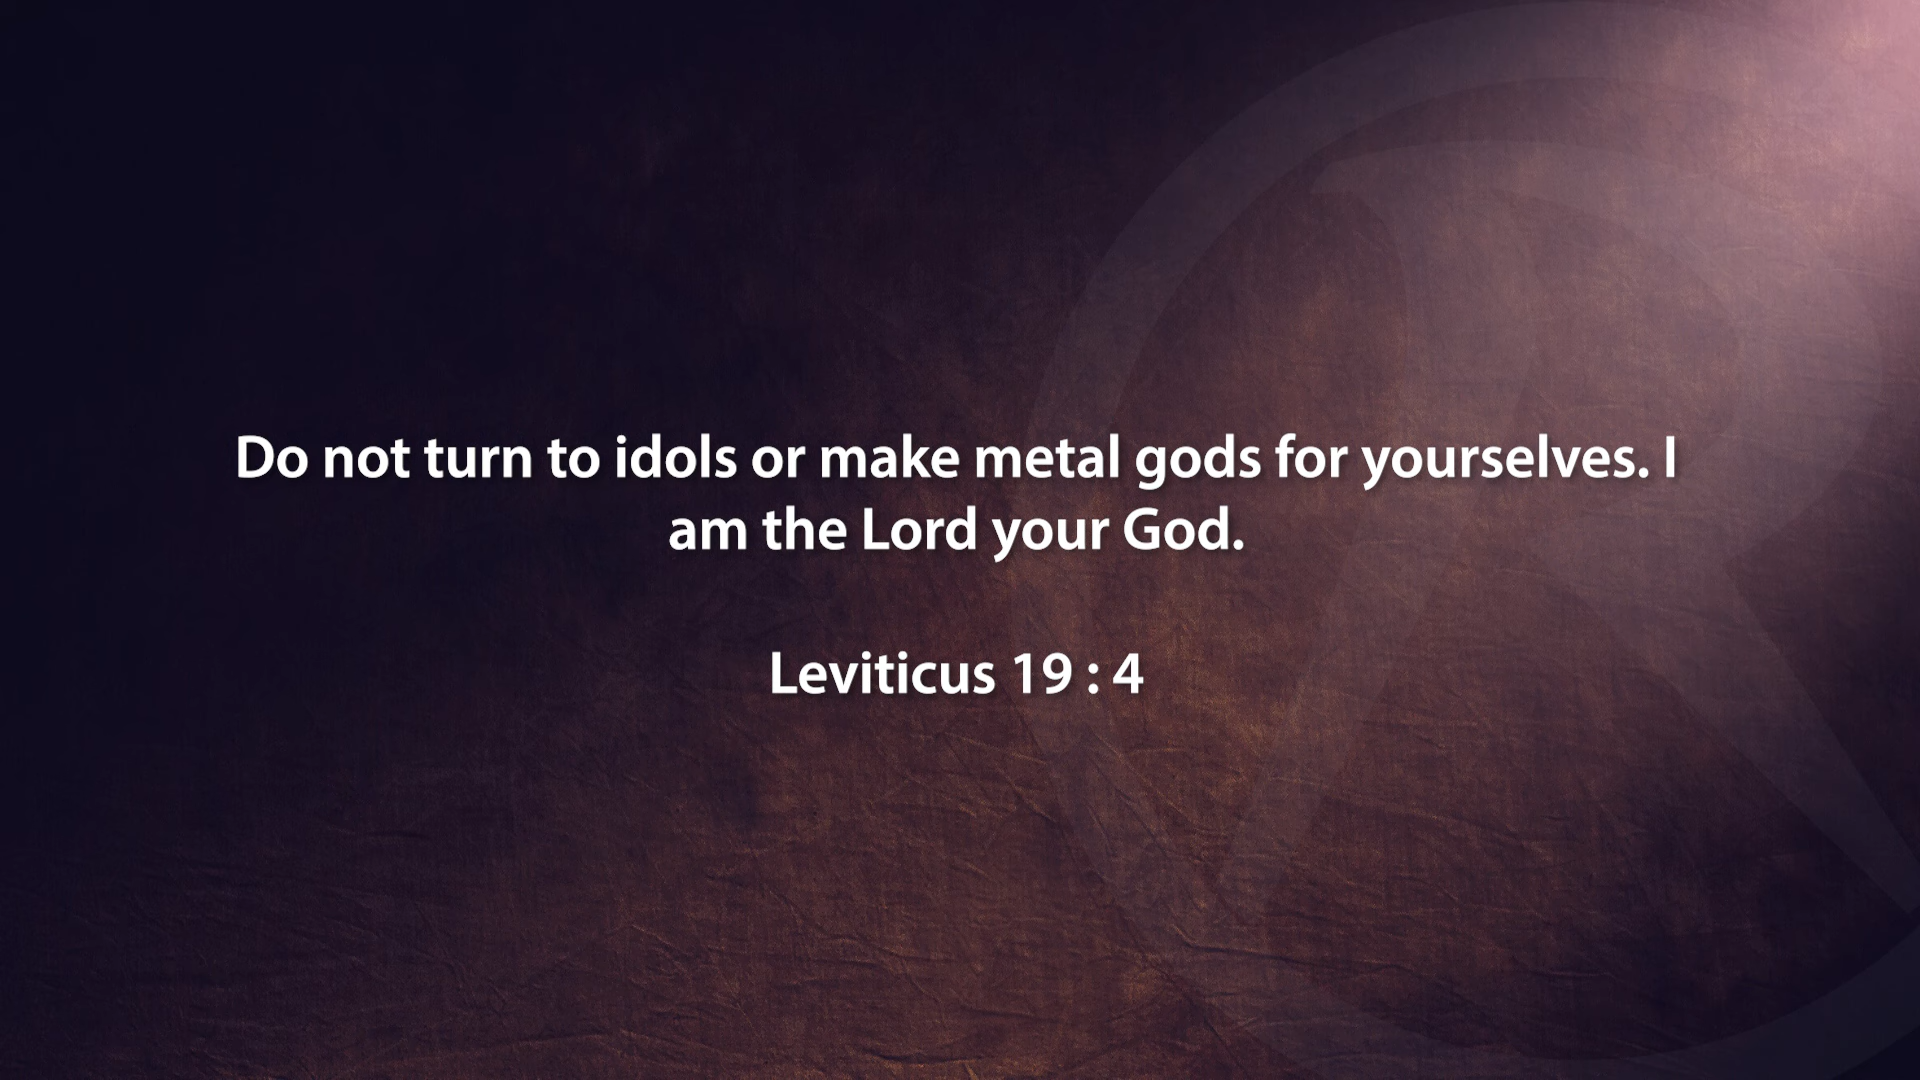 Do not turn to idols or make metal gods for yourselves. I
am the Lord your God.
Leviticus 19 : 4